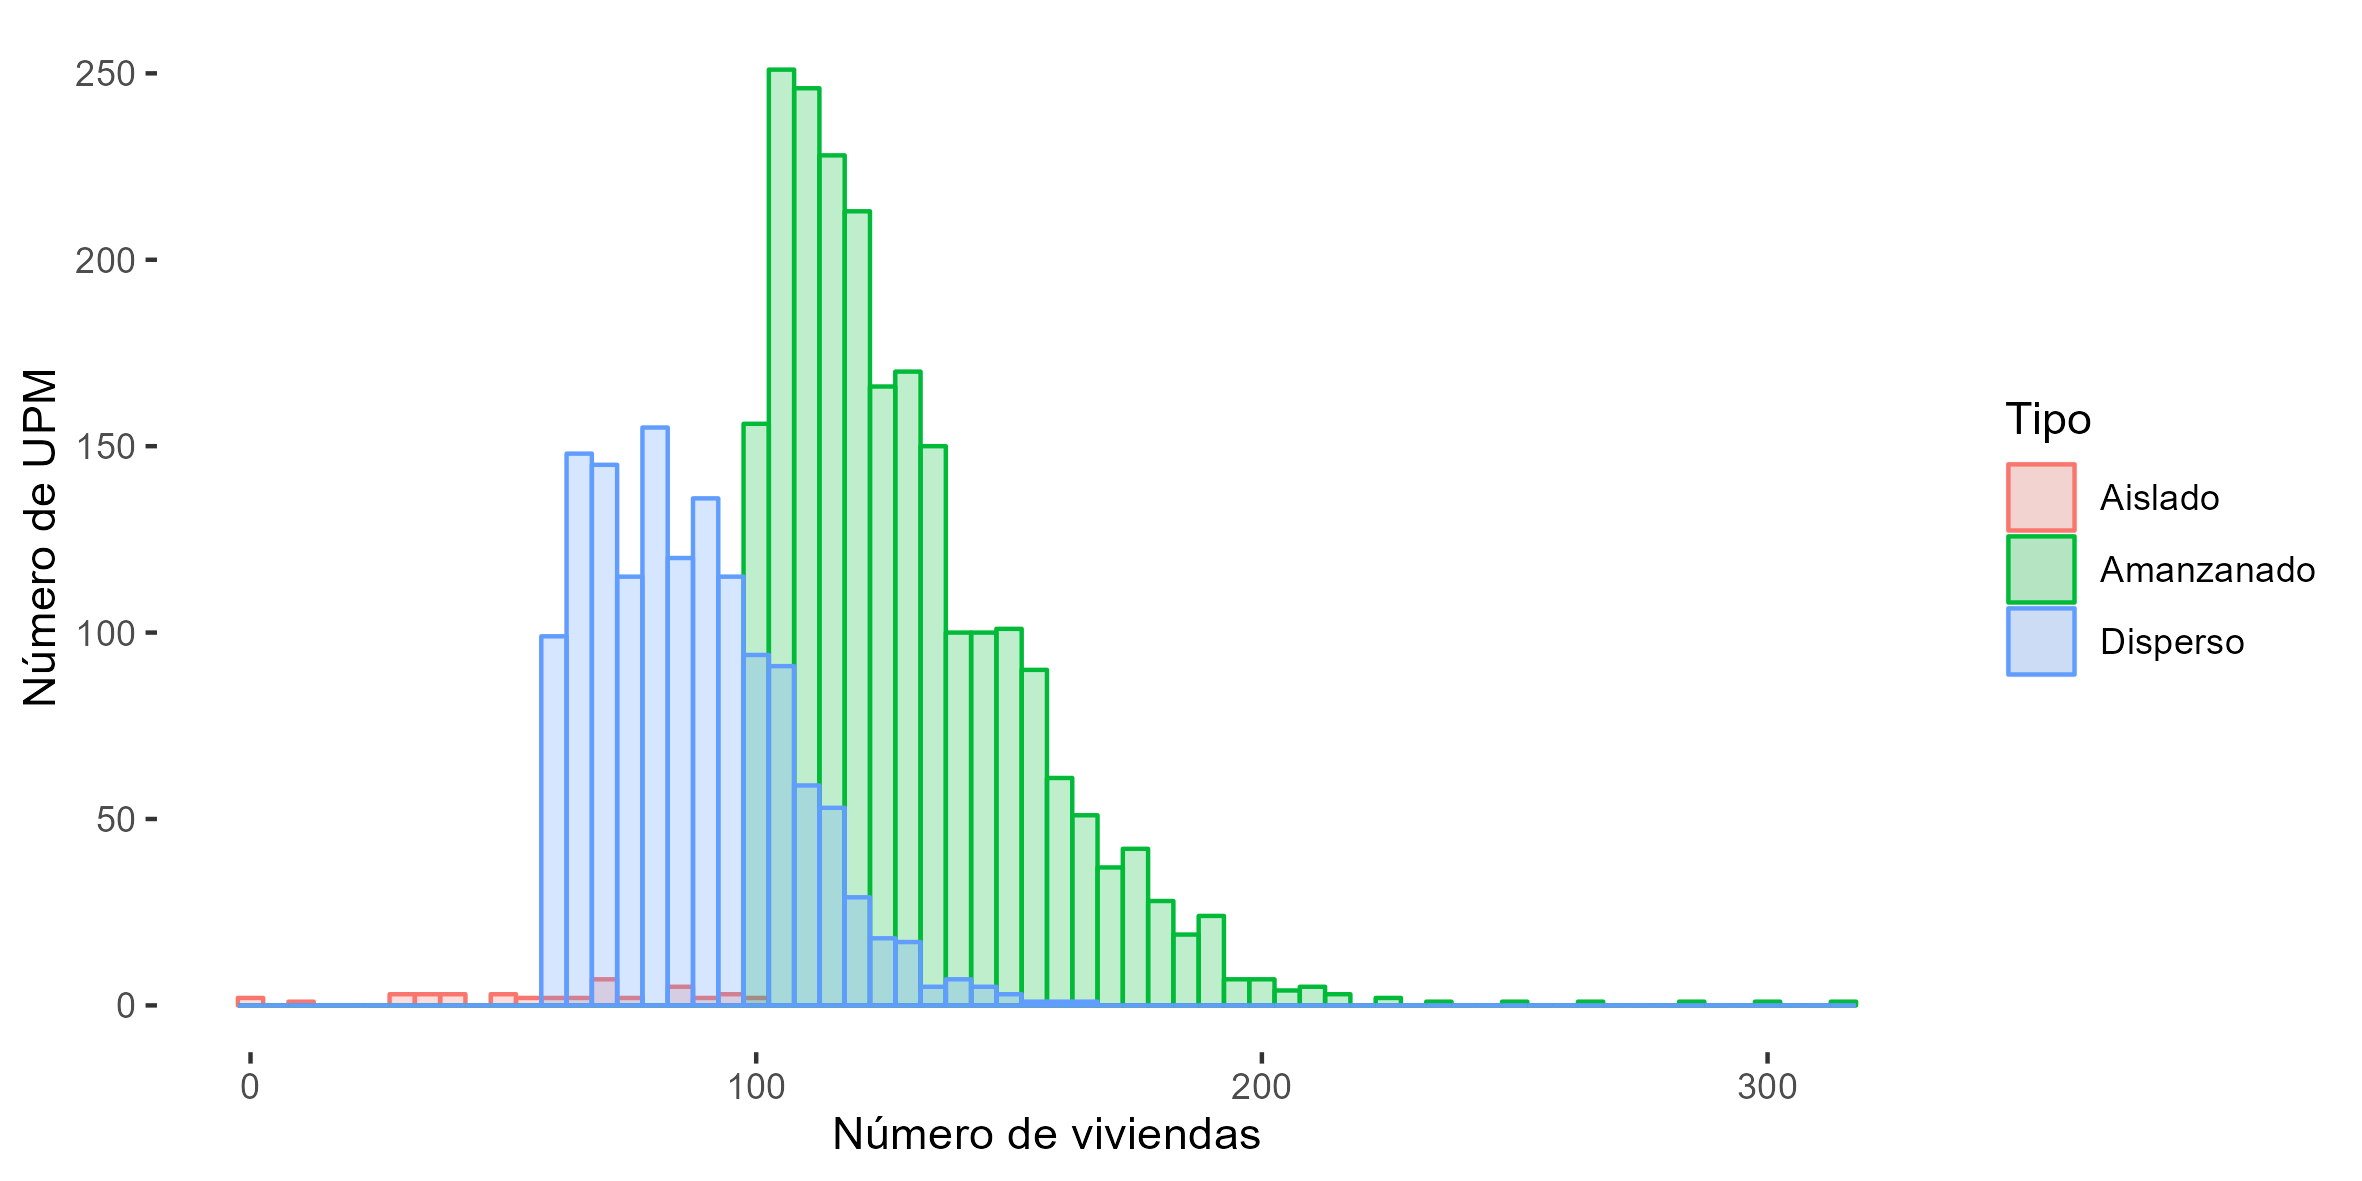 250
200
150
100
50
0
Número de UPM
0 100 200 300
Número de viviendas
Tipo
Aislado
Amanzanado
Disperso